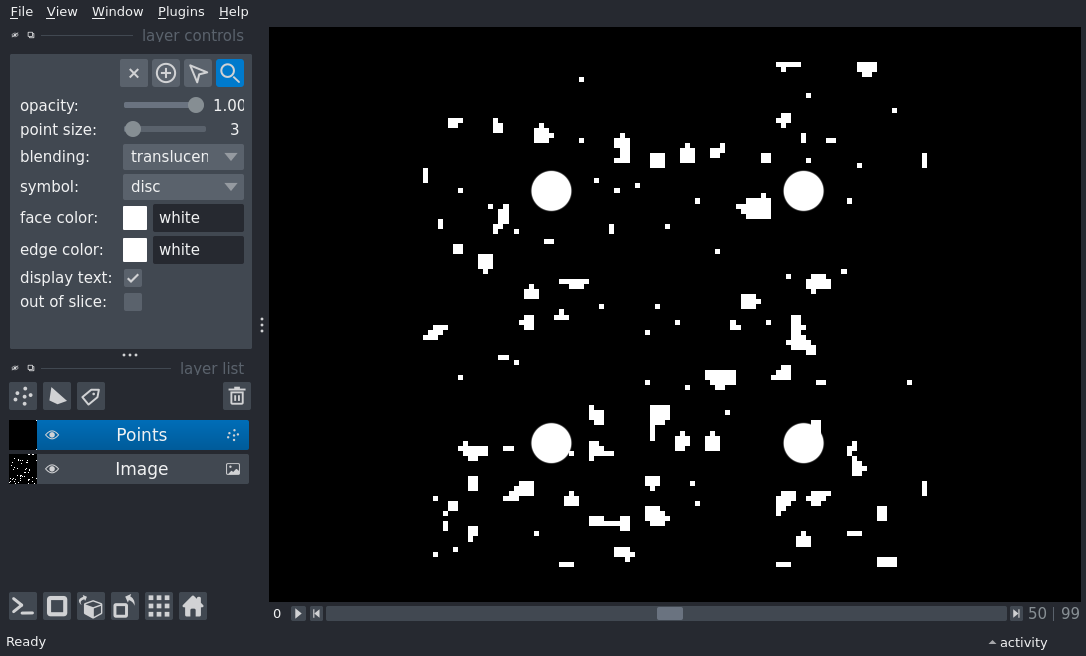 File View Window Plugins Help
layer controls
opacity: 1.00
point size: 3
blending: translucen
symbol: disc
face color: white
edge color: white
display text:
out of slice:
layer list
Points
Image
0 50 | 99
Ready activity